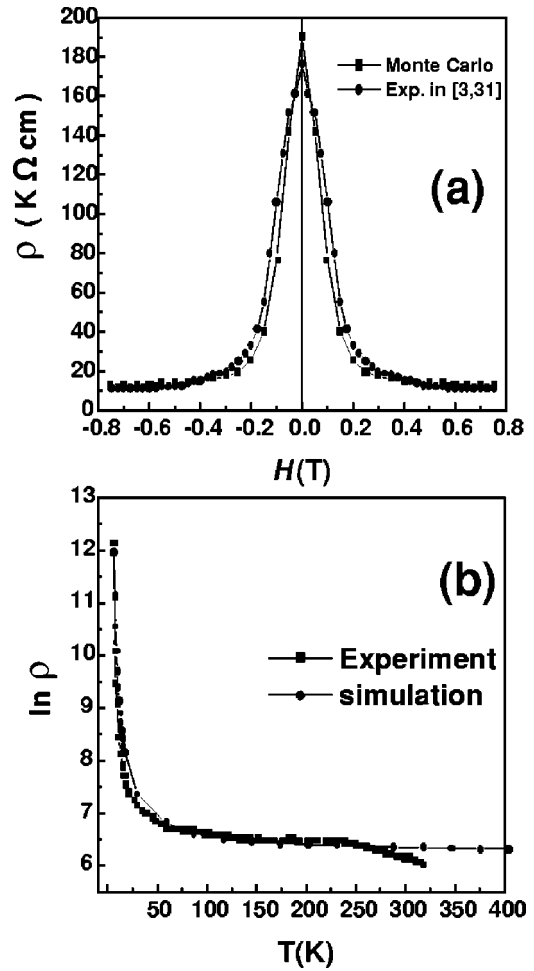 200
180
160
140
120
100
80
60
40
20
0
ρ ( K Ω cm)
Monte Carlo
Exp. in [3,31]
(a)
-0.8 -0.6 -0.4 -0.2 0.0 0.2 0.4 0.6 0.8
H(T)
12
11
10
9
8
7
6
ln ρ
(b)
Experiment
simulation
50 100 150 200 250 300 350 400
T(K)